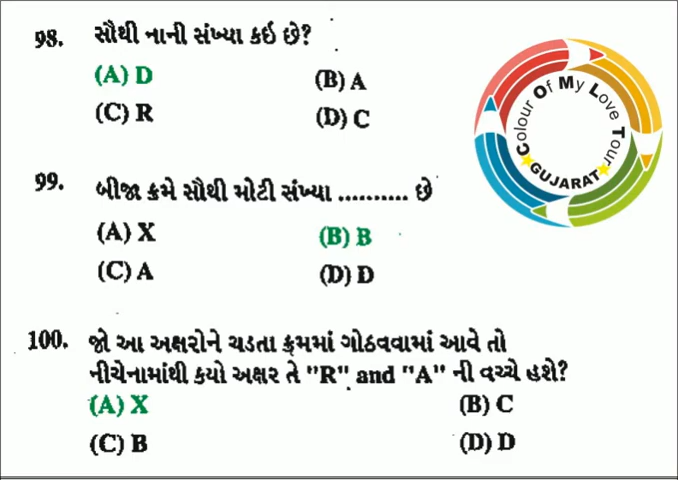 98. સૌથી નાની સંખ્યા કઇ છે?
(A) D (B) A
(C) R (D) C
99. બીજા ક્રમે સૌથી મોટી સંખ્યા .......... છે
(A) X (B) B
(C) A (D) D
100. જો આ અક્ષરોને ચડતા ક્રમમાં ગોઠવવામાં આવે તો
નીચેનામાંથી કયો અક્ષર તે "R" and "A" ની વચ્ચે હશે?
(A) X (B) C
(C) B (D) D
Colour Of My Love Tour
GUJARAT